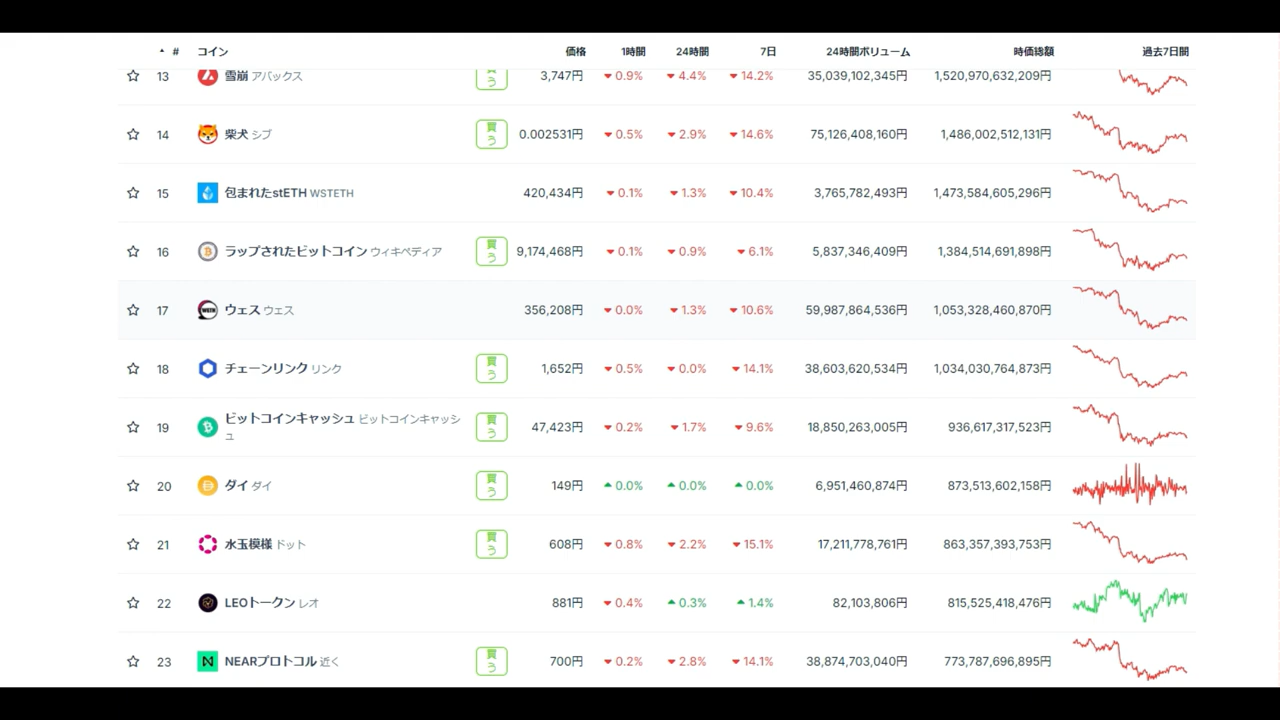 # コイン 価格 1時間 24時間 7日 24時間ボリューム 時価総額 過去7日間
13 雪崩 アバックス 買う 3,747円 0.9% 4.4% 14.2% 35,039,102,345円 1,520,970,632,209円
14 柴犬 シブ 買う 0.002531円 0.5% 2.9% 14.6% 75,126,408,160円 1,486,002,512,131円
15 包まれたstETH WSTETH 420,434円 0.1% 1.3% 10.4% 3,765,782,493円 1,473,584,605,296円
16 ラップされたビットコイン ウィキペディア 買う 9,174,468円 0.1% 0.9% 6.1% 5,837,346,409円 1,384,514,691,898円
17 WETH ウェス ウェス 356,208円 0.0% 1.3% 10.6% 59,987,864,536円 1,053,328,460,870円
18 チェーンリンク リンク 買う 1,652円 0.5% 0.0% 14.1% 38,603,620,534円 1,034,030,764,873円
19 ビットコインキャッシュ ビットコインキャッシュ 買う 47,423円 0.2% 1.7% 9.6% 18,850,263,005円 936,617,317,523円
20 ダイ ダイ 買う 149円 0.0% 0.0% 0.0% 6,951,460,874円 873,513,602,158円
21 水玉模様 ドット 買う 608円 0.8% 2.2% 15.1% 17,211,778,761円 863,357,393,753円
22 LEOトークン レオ 881円 0.4% 0.3% 1.4% 82,103,806円 815,525,418,476円
23 NEARプロトコル 近く 買う 700円 0.2% 2.8% 14.1% 38,874,703,040円 773,787,696,895円